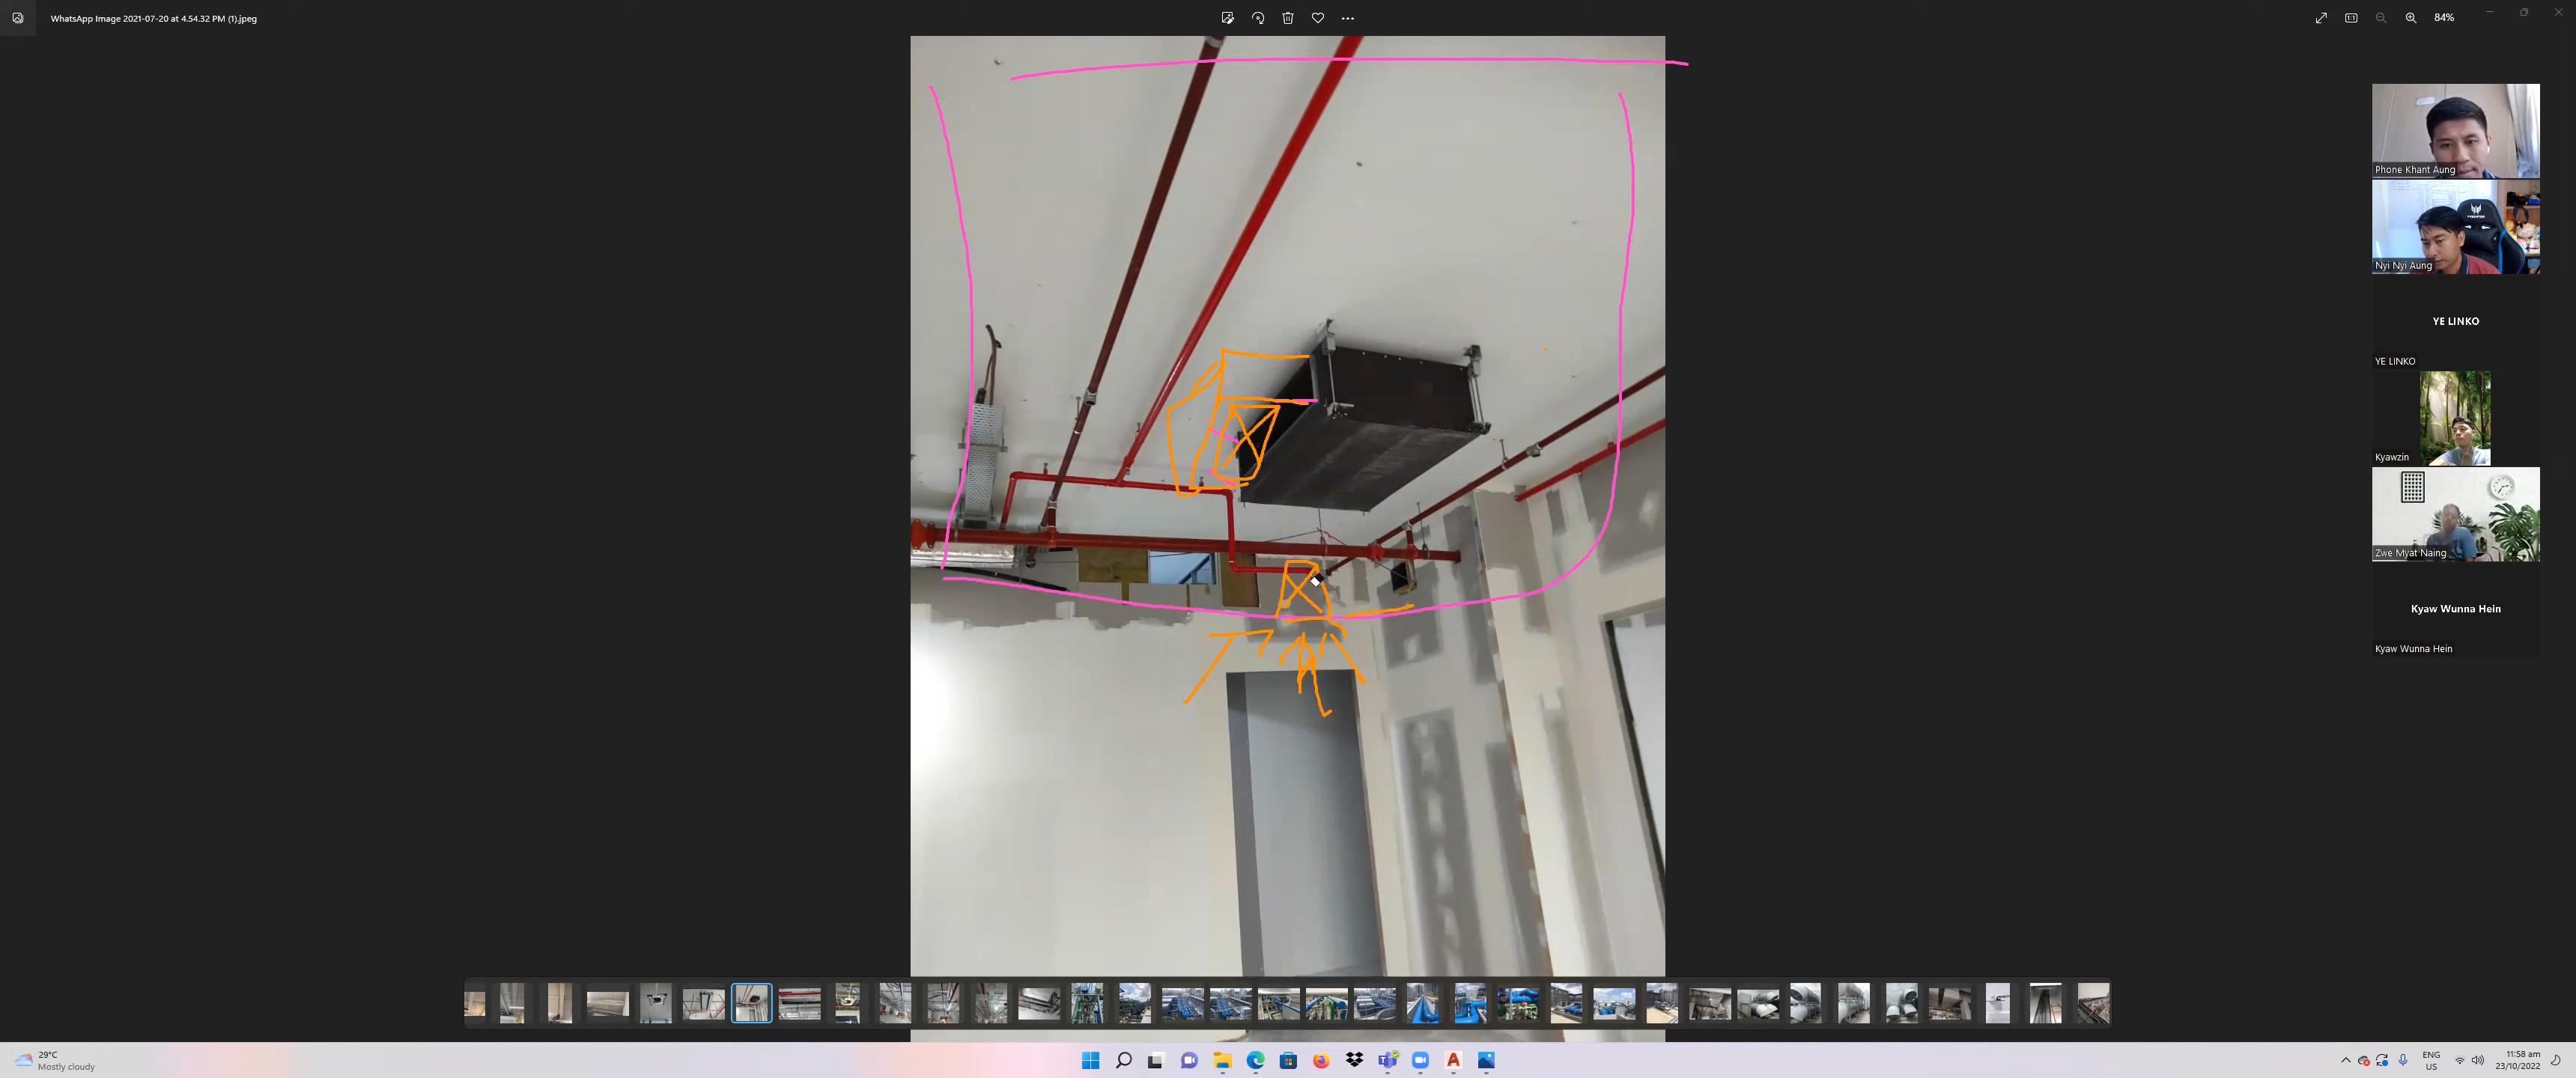 WhatsApp Image 2021-07-20 at 4.54.32 PM (1).jpeg
84%
Phone Khant Aung
PREDATOR
Nyi Nyi Aung
YE LINKO
YE LINKO
Kyawzin
Zwe Myat Naing
Kyaw Wunna Hein
Kyaw Wunna Hein
29°C
Mostly cloudy
ENG
US
11:58 am
23/10/2022